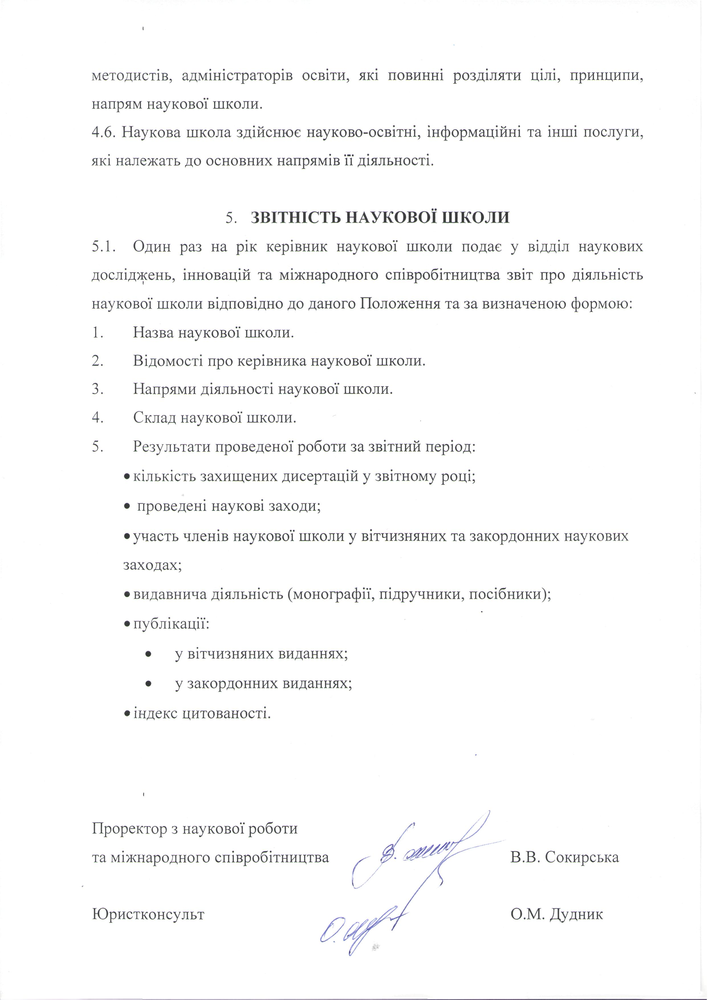 методистів, адміністраторів освіти, які повинні розділяти цілі, принципи,
напрям наукової школи.
4.6. Наукова школа здійснює науково-освітні, інформаційні та інші послуги,
які належать до основних напрямів її діяльності.
5. ЗВІТНІСТЬ НАУКОВОЇ ШКОЛИ
5.1. Один раз на рік керівник наукової школи подає у відділ наукових
досліджень, інновацій та міжнародного співробітництва звіт про діяльність
наукової школи відповідно до даного Положення та за визначеною формою:
1. Назва наукової школи.
2. Відомості про керівника наукової школи.
3. Напрями діяльності наукової школи.
4. Склад наукової школи.
5. Результати проведеної роботи за звітний період:
• кількість захищених дисертацій у звітному році;
• проведені наукові заходи;
• участь членів наукової школи у вітчизняних та закордонних наукових
заходах;
• видавнича діяльність (монографії, підручники, посібники);
• публікації:
• у вітчизняних виданнях;
• у закордонних виданнях;
• індекс цитованості.
Проректор з наукової роботи
та міжнародного співробітництва В.В. Сокирська
Юристконсульт О.М. Дудник